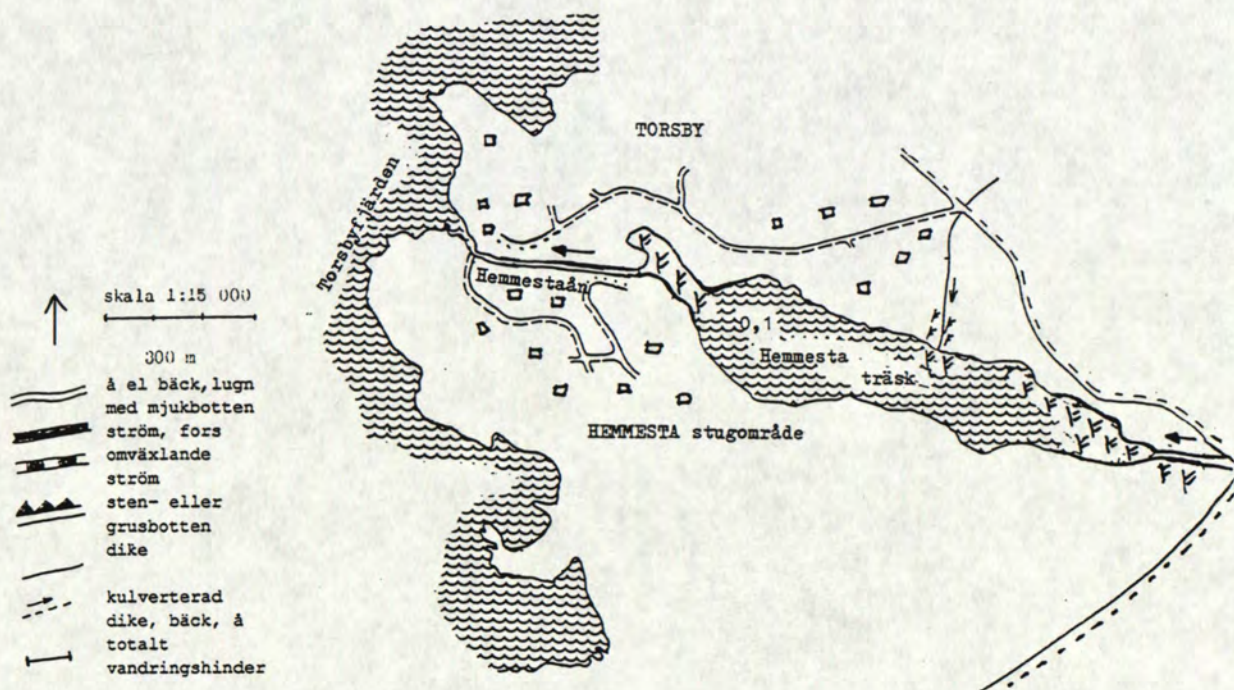 TORSBY
Torsbyfjärden
Hemmestaån
0,1
Hemmesta
träsk
HEMMESTA stugområde
skala 1:15 000
300 m
å el bäck, lugn
med mjukbotten
ström, fors
omväxlande
ström
sten- eller
grusbotten
dike
kulverterad
dike, bäck, å
totalt
vandringshinder